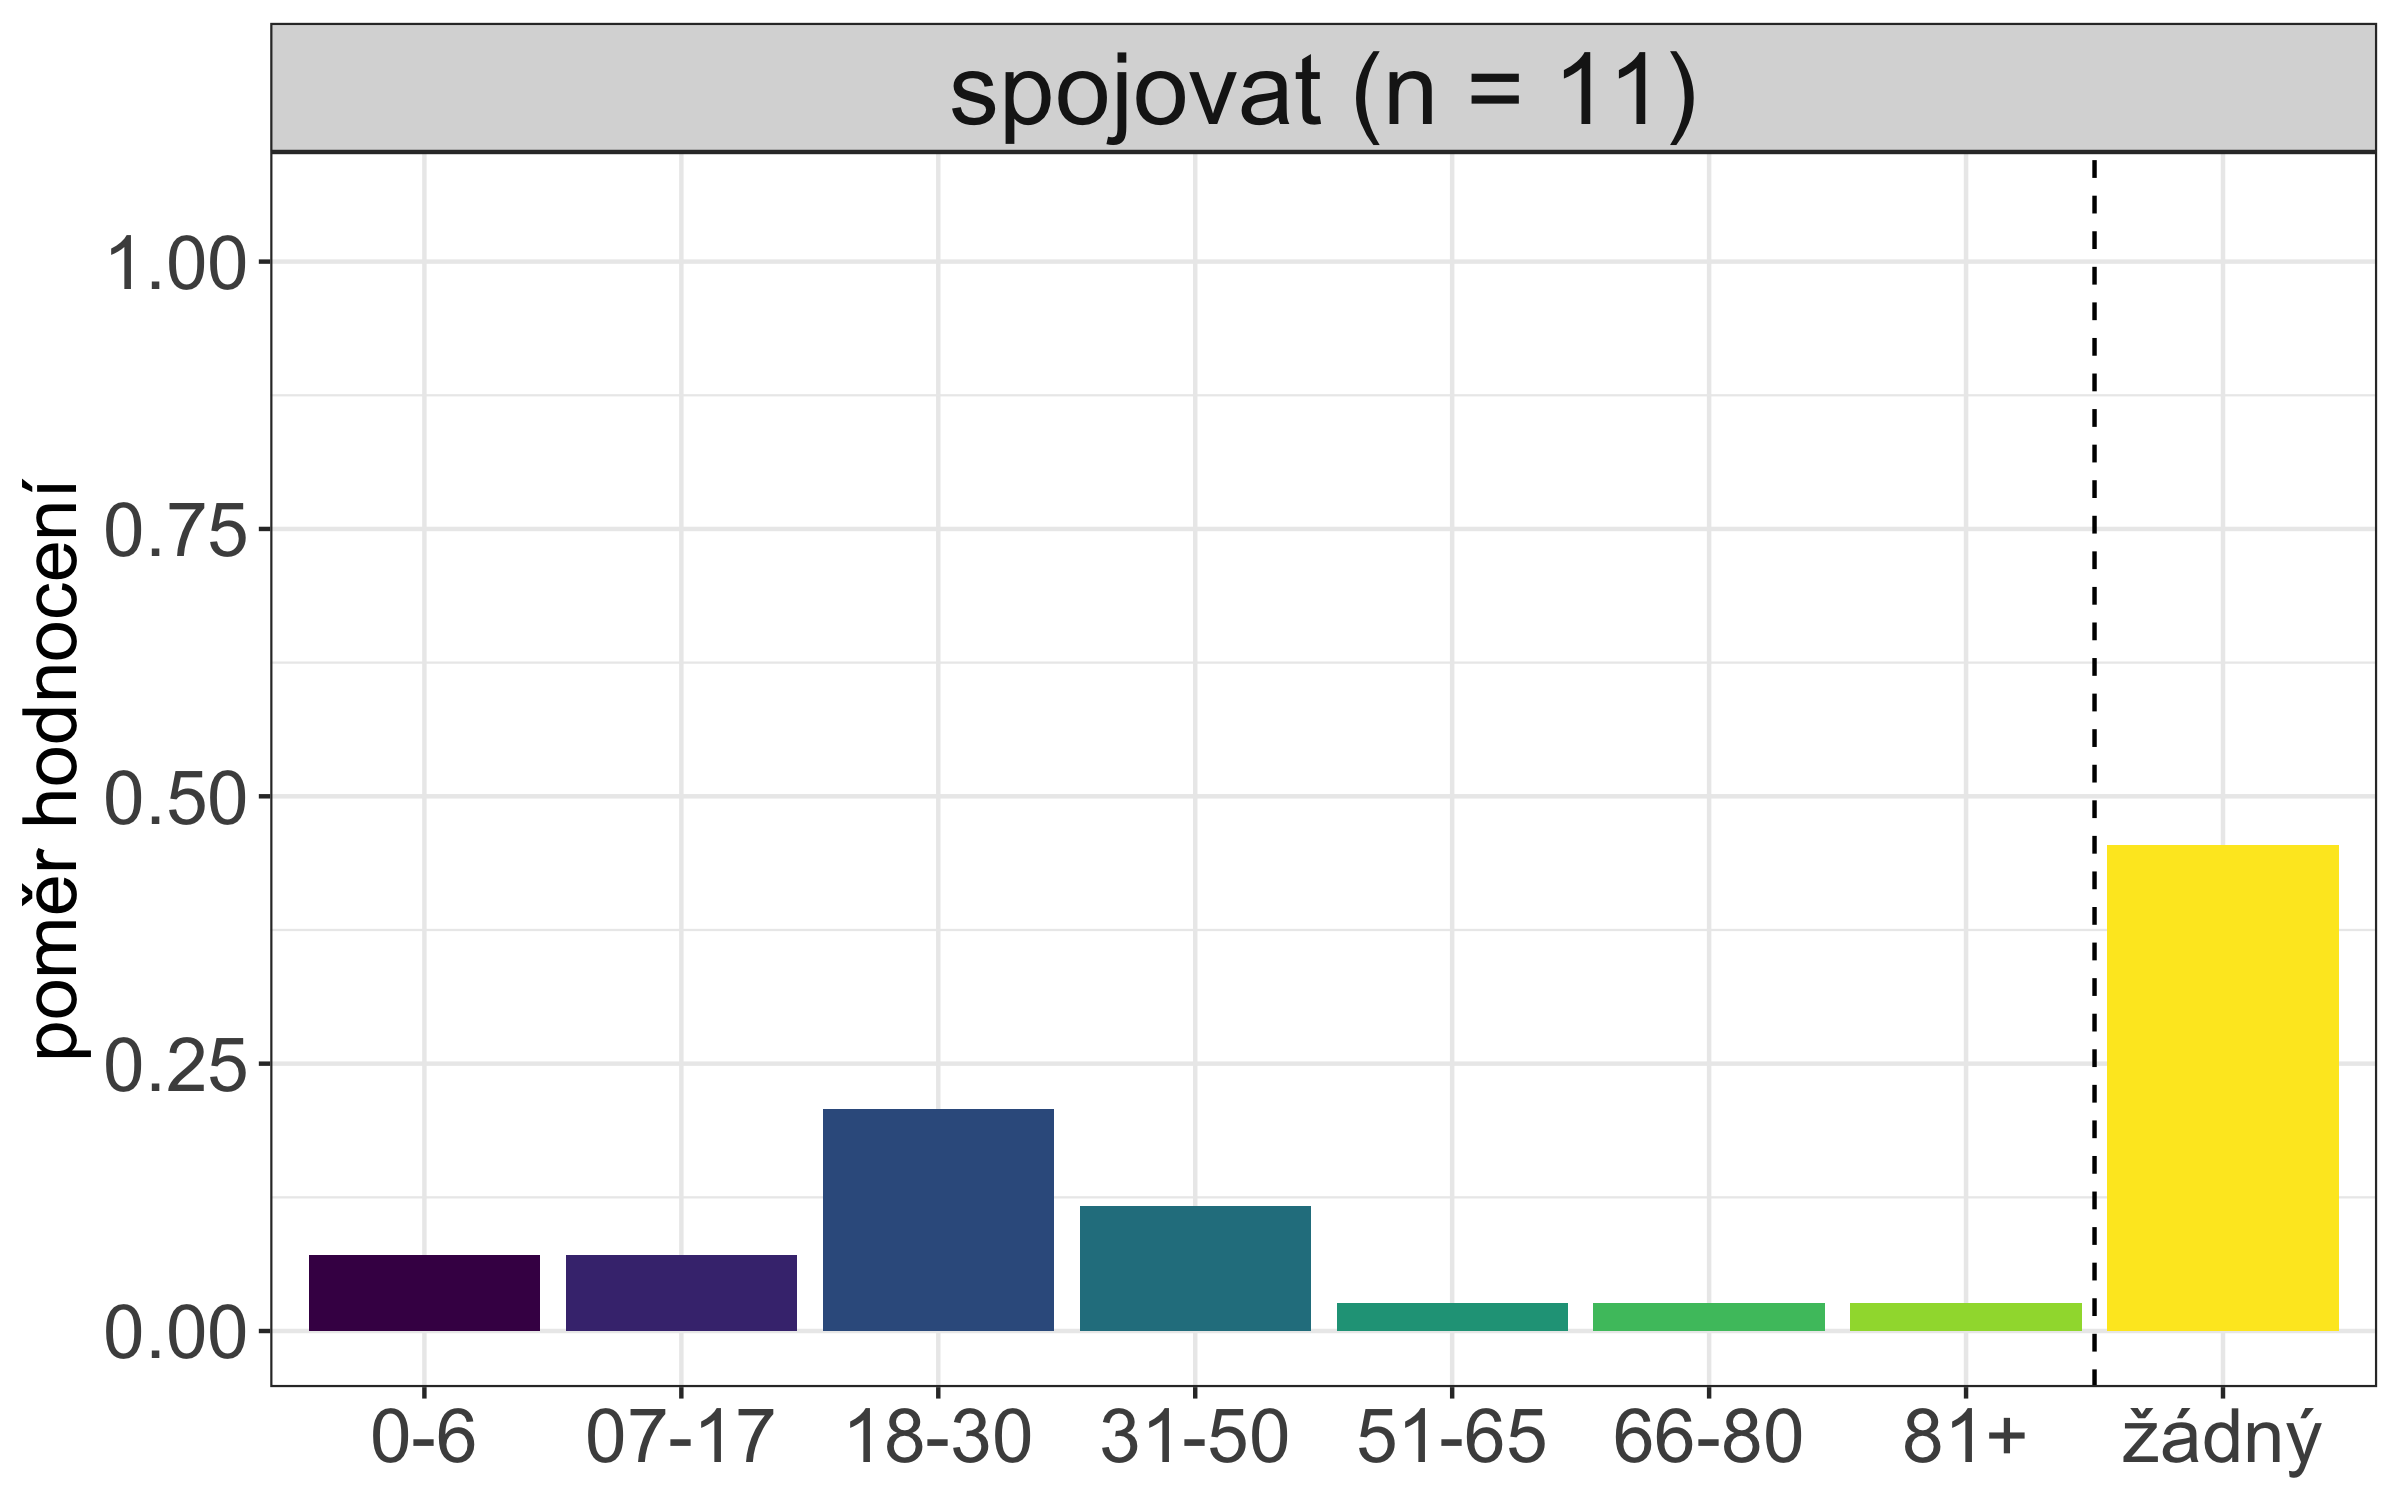 spojovat (n = 11)
poměr hodnocení
1.00
0.75
0.50
0.25
0.00
0-6 07-17 18-30 31-50 51-65 66-80 81+ žádný